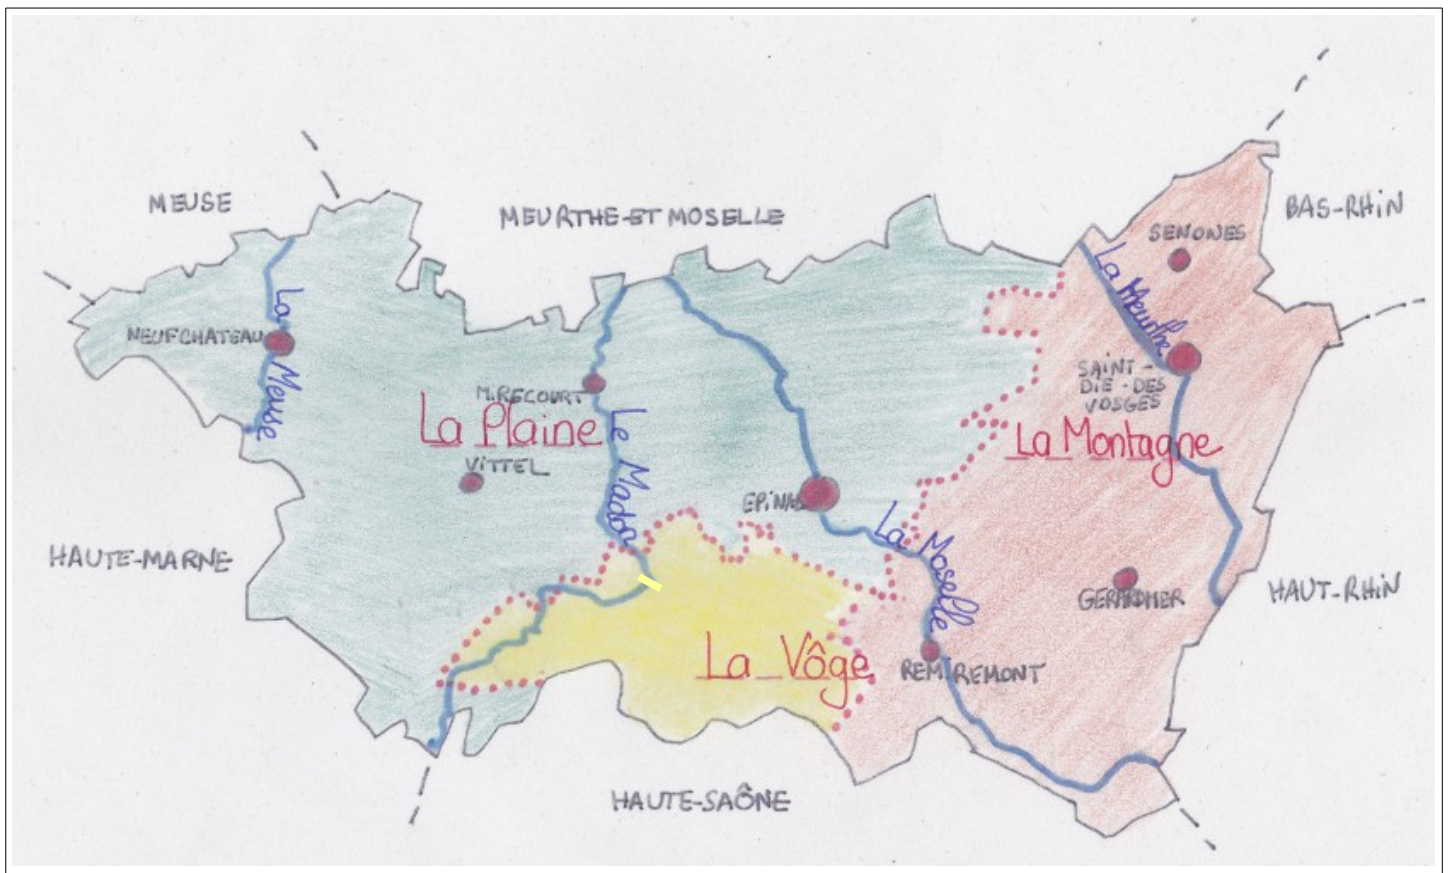 MEUSE
MEURTHE-ET MOSELLE
BAS-RHiN
SENONES
La Meurthe
NEUFCHATEAU
La Meuse
MiRECOURT
SAiNT-
DiE-DES
VOSGES
La Plaine
Le Madon
La Montagne
ViTTEL
EPiNAL
La Moselle
HAUTE-MARNE
GERARDMER
HAUT-RHiN
La Vôge
REMiREMONT
HAUTE-SAÔNE